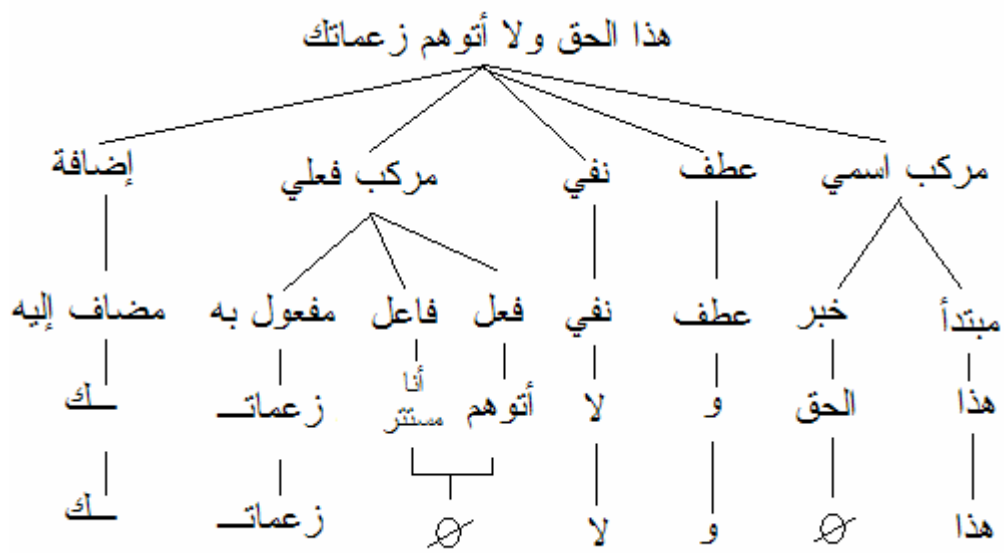 هذا الحق ولا أتوهم زعماتك
مركب اسمي عطف نفي مركب فعلي إضافة
مبتدأ خبر عطف نفي فعل فاعل مفعول به مضاف إليه
هذا الحق و لا أتوهم أنا مستتر زعماتـ ـك
هذا ∅ و لا ∅ زعماتـ ـك